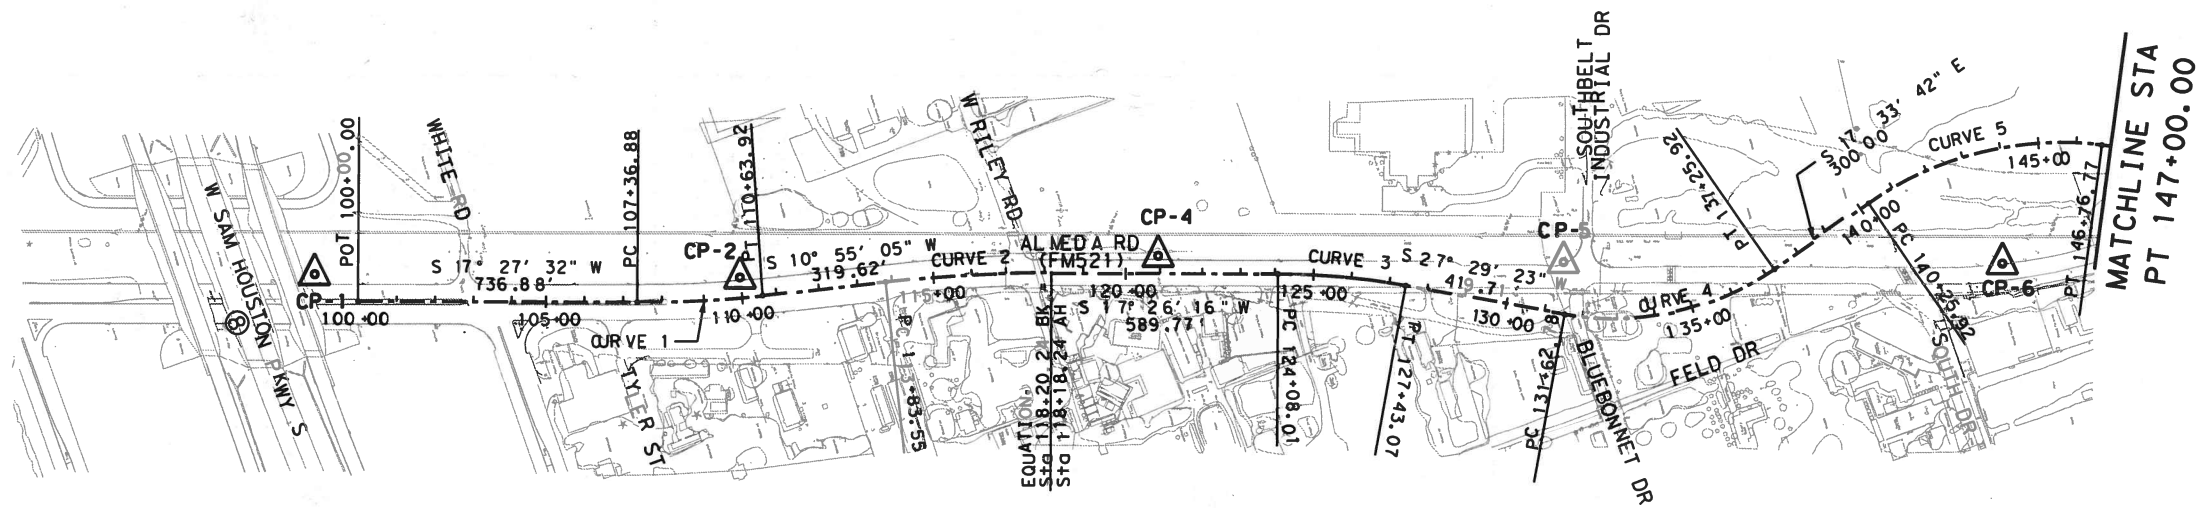 W SAM HOUSTON PKWY S
CP-1
POT 100+00.00
100+00
WHITE RD
S 17° 27' 32" W
736.88'
105+00
PC 107+36.88
CURVE 1
TYLER ST
CP-2
PT 110+63.92
110+00
S 10° 55' 05" W
319.62'
PC 113+83.55
115+00
CURVE 2
W RILEY RD
ALMEDA RD
(FM521)
EQUATION:
Sta 118+20.24 BK
Sta 118+18.24 AH
120+00
S 17° 26' 16" W
589.77'
CP-4
PC 124+08.01
125+00
CURVE 3
PT 127+43.07
S 27° 29' 23"
W
419.71'
130+00
CP-5
SOUTHBELT
INDUSTRIAL DR
PC 131+62.
BLUEBONNET DR
FELD DR
CURVE 4
135+00
PT 137+25.92
S 17 33' 42" E
300.00
140+00
PC 140+25.92
SOUTH DR
CURVE 5
145+00
CP-6
PT 146.76.77
MATCHLINE STA
PT 147+00.00